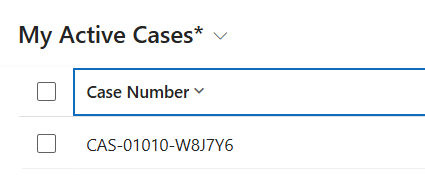 My Active Cases*
Case Number
CAS-01010-W8J7Y6